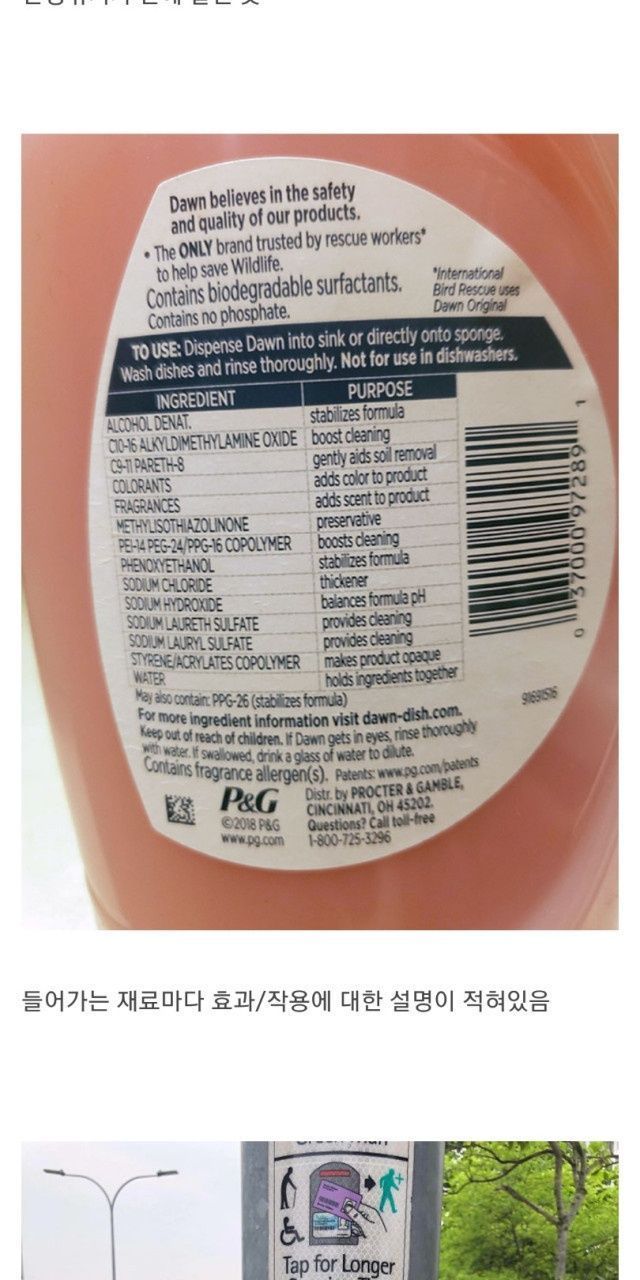 Dawn believes in the safety
and quality of our products.
• The ONLY brand trusted by rescue workers*
to help save Wildlife.
Contains biodegradable surfactants.
Contains no phosphate.
*International
Bird Rescue uses
Dawn Original
TO USE: Dispense Dawn into sink or directly onto sponge.
Wash dishes and rinse thoroughly. Not for use in dishwashers.
INGREDIENT PURPOSE
ALCOHOL DENAT. stabilizes formula
C10-16 ALKYLDIMETHYLAMINE OXIDE boost cleaning
C9-11 PARETH-8 gently aids soil removal
COLORANTS adds color to product
FRAGRANCES adds scent to product
METHYLISOTHIAZOLINONE preservative
PEI-14 PEG-24/PPG-16 COPOLYMER boosts cleaning
PHENOXYETHANOL stabilizes formula
SODIUM CHLORIDE thickener
SODIUM HYDROXIDE balances formula pH
SODIUM LAURETH SULFATE provides cleaning
SODIUM LAURYL SULFATE provides cleaning
STYRENE/ACRYLATES COPOLYMER makes product opaque
WATER holds ingredients together
May also contain: PPG-26 (stabilizes formula)
For more ingredient information visit dawn-dish.com.
Keep out of reach of children. If Dawn gets in eyes, rinse thoroughly
with water. If swallowed, drink a glass of water to dilute.
Contains fragrance allergen(s). Patents: www.pg.com/patents
P&G
©2018 P&G
www.pg.com
Distr. by PROCTER & GAMBLE,
CINCINNATI, OH 45202.
Questions? Call toll-free
1-800-725-3296
91691516
0 37000 97289 1
들어가는 재료마다 효과/작용에 대한 설명이 적혀있음
Tap for Longer